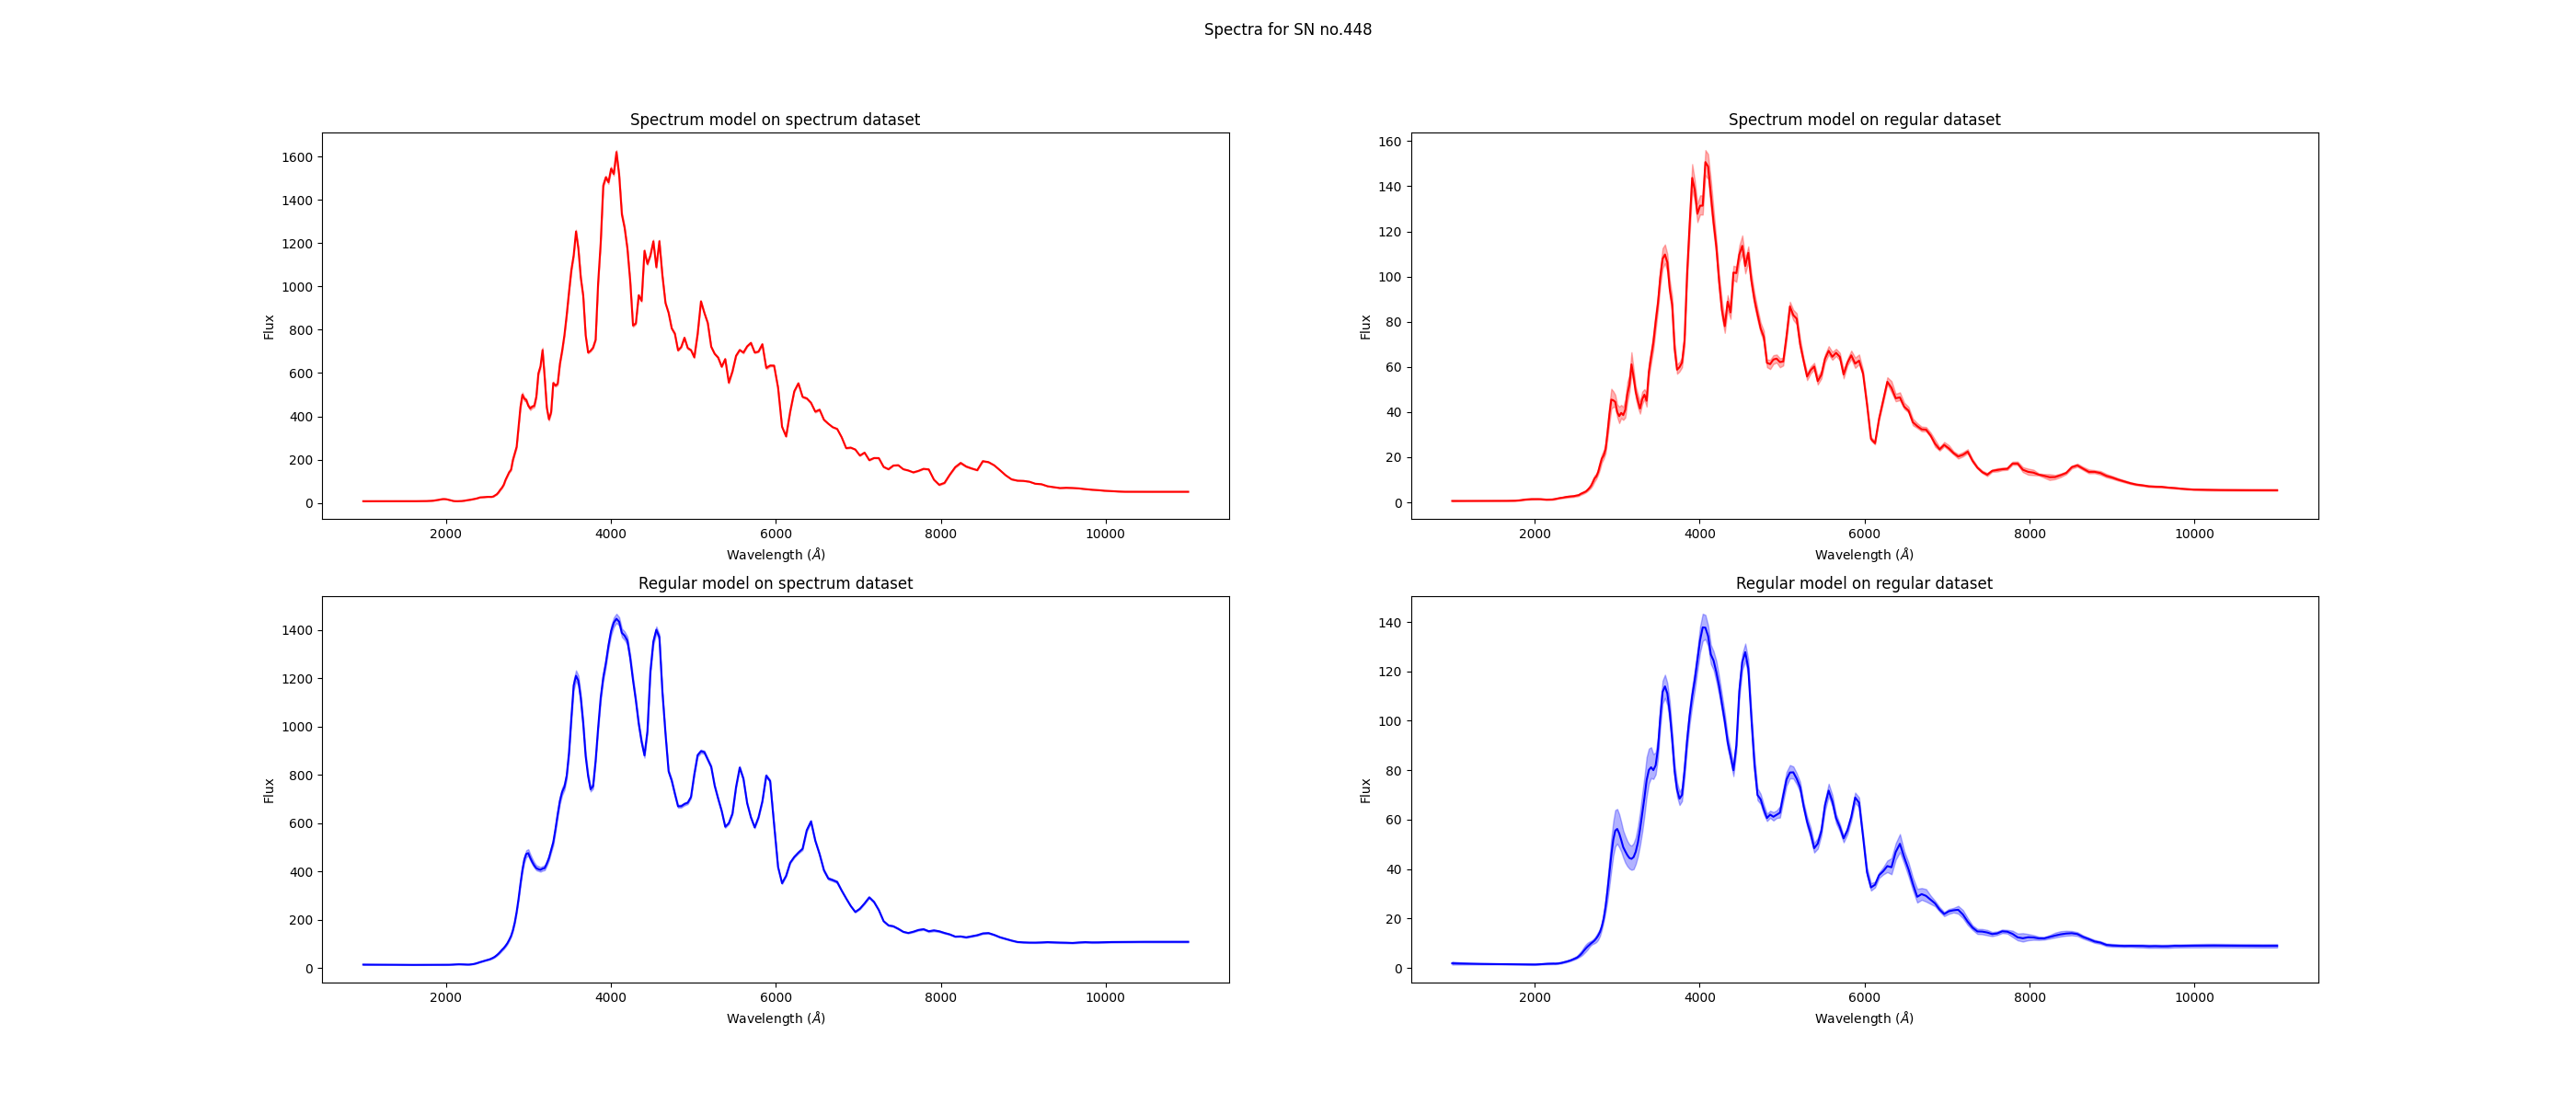 Spectra for SN no.448
Spectrum model on spectrum dataset
1600
1400
1200
1000
800
600
400
200
0
Flux
2000 4000 6000 8000 10000
Wavelength (Å)
Spectrum model on regular dataset
160
140
120
100
80
60
40
20
0
Flux
2000 4000 6000 8000 10000
Wavelength (Å)
Regular model on spectrum dataset
1400
1200
1000
800
600
400
200
0
Flux
2000 4000 6000 8000 10000
Wavelength (Å)
Regular model on regular dataset
140
120
100
80
60
40
20
0
Flux
2000 4000 6000 8000 10000
Wavelength (Å)